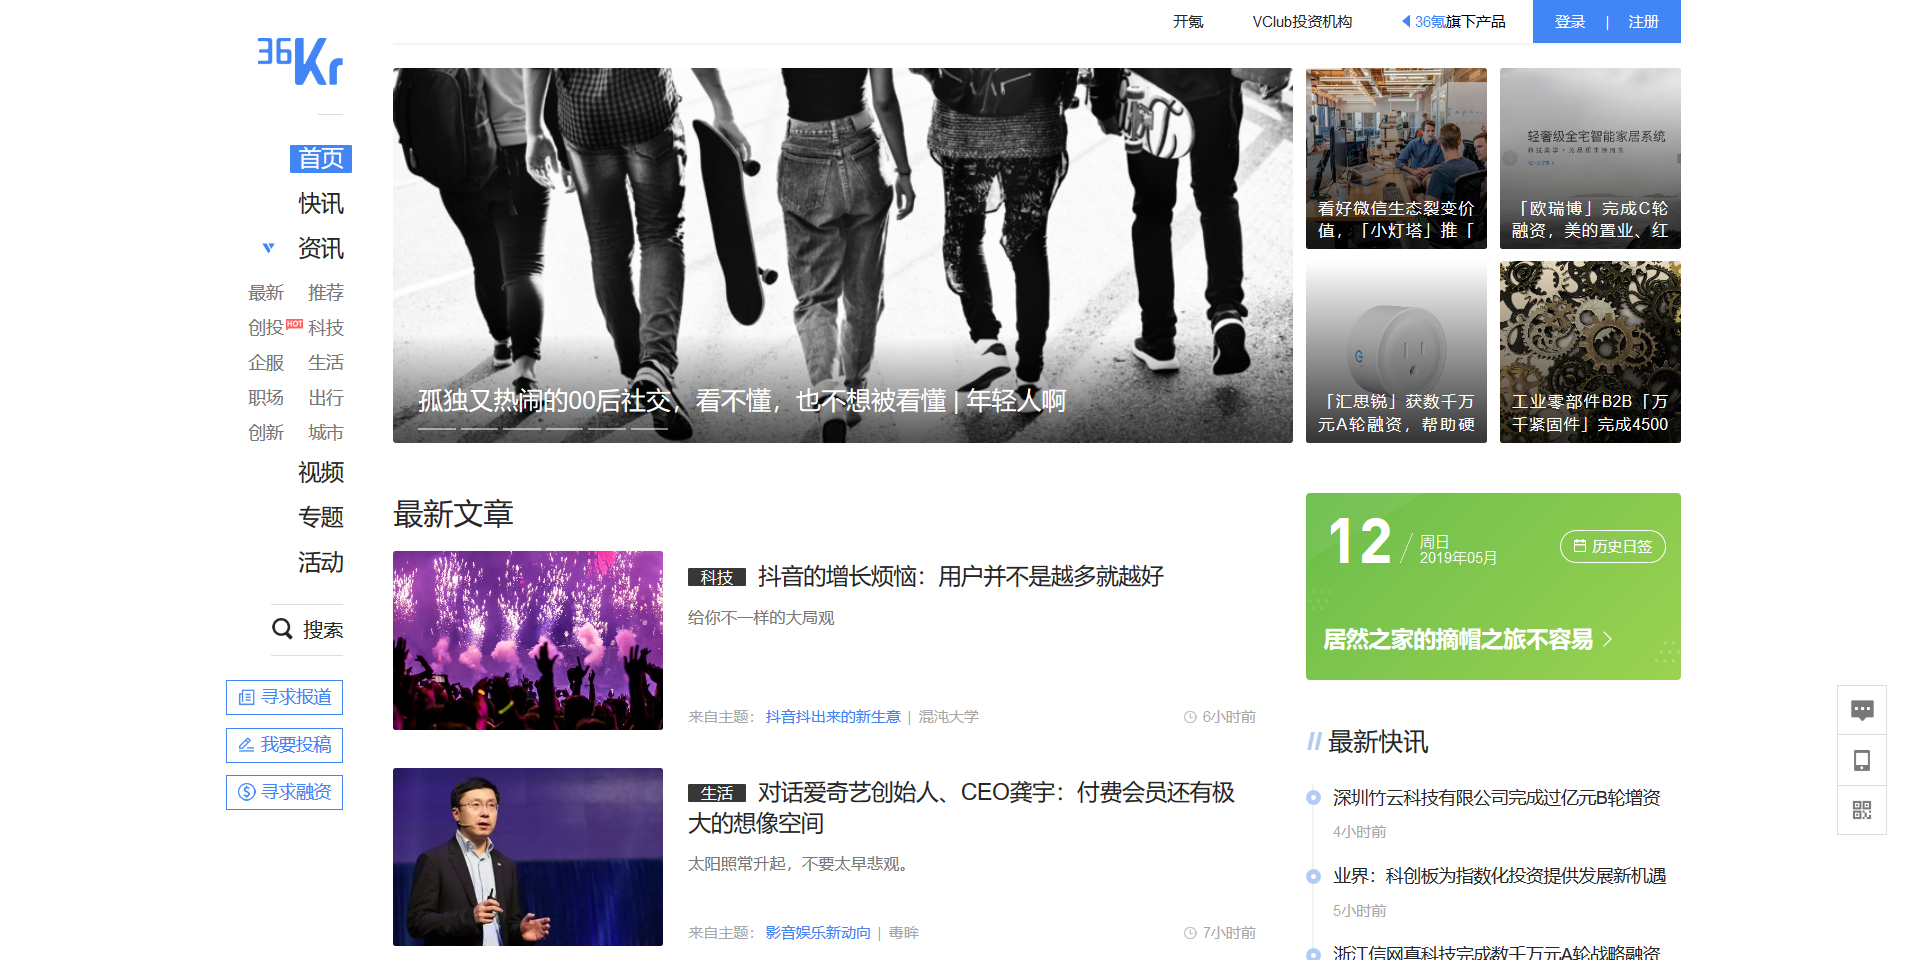 开氪
VClub投资机构
36氪旗下产品
登录 | 注册
36Kr
首页
快讯
资讯
最新 推荐
创投 HOT 科技
企服 生活
职场 出行
创新 城市
视频
专题
活动
搜索
寻求报道
我要投稿
寻求融资
孤独又热闹的00后社交，看不懂，也不想被看懂 | 年轻人啊
看好微信生态裂变价
值，「小灯塔」推「
轻奢级全宅智能家居系统
「欧瑞博」完成C轮
融资，美的置业、红
「汇思锐」获数千万
元A轮融资，帮助硬
工业零部件B2B「万
千紧固件」完成4500
最新文章
科技 抖音的增长烦恼：用户并不是越多就越好
给你不一样的大局观
来自主题： 抖音抖出来的新生意 | 混沌大学
6小时前
生活 对话爱奇艺创始人、CEO龚宇：付费会员还有极
大的想像空间
太阳照常升起，不要太早悲观。
来自主题： 影音娱乐新动向 | 毒眸
7小时前
12
周日
2019年05月
历史日签
居然之家的摘帽之旅不容易
最新快讯
深圳竹云科技有限公司完成过亿元B轮增资
4小时前
业界：科创板为指数化投资提供发展新机遇
5小时前
浙江信网真科技完成数千万元A轮战略融资